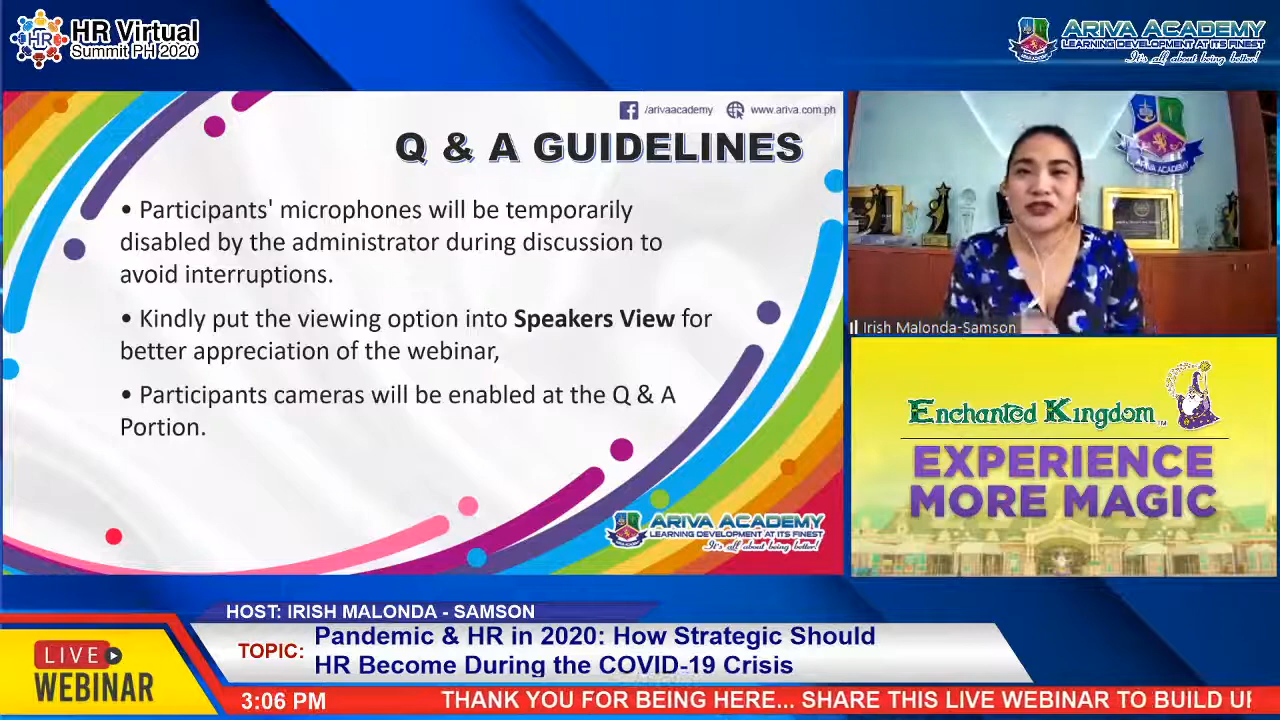 HR
HR Virtual
Summit PH 2020
ARIVA ACADEMY
LEARNING DEVELOPMENT AT ITS FINEST
It's all about being better!
/arivaacademy
www.ariva.com.ph
Q & A GUIDELINES
• Participants' microphones will be temporarily
disabled by the administrator during discussion to
avoid interruptions.
• Kindly put the viewing option into Speakers View for
better appreciation of the webinar,
• Participants cameras will be enabled at the Q & A
Portion.
ARIVA ACADEMY
LEARNING DEVELOPMENT AT ITS FINEST
It's all about being better!
ARIVA ACADEMY
Irish Malonda-Samson
Enchanted Kingdom™
EXPERIENCE
MORE MAGIC
HOST: IRISH MALONDA - SAMSON
TOPIC:
Pandemic & HR in 2020: How Strategic Should
HR Become During the COVID-19 Crisis
LIVE
WEBINAR
3:06 PM
THANK YOU FOR BEING HERE... SHARE THIS LIVE WEBINAR TO BUILD